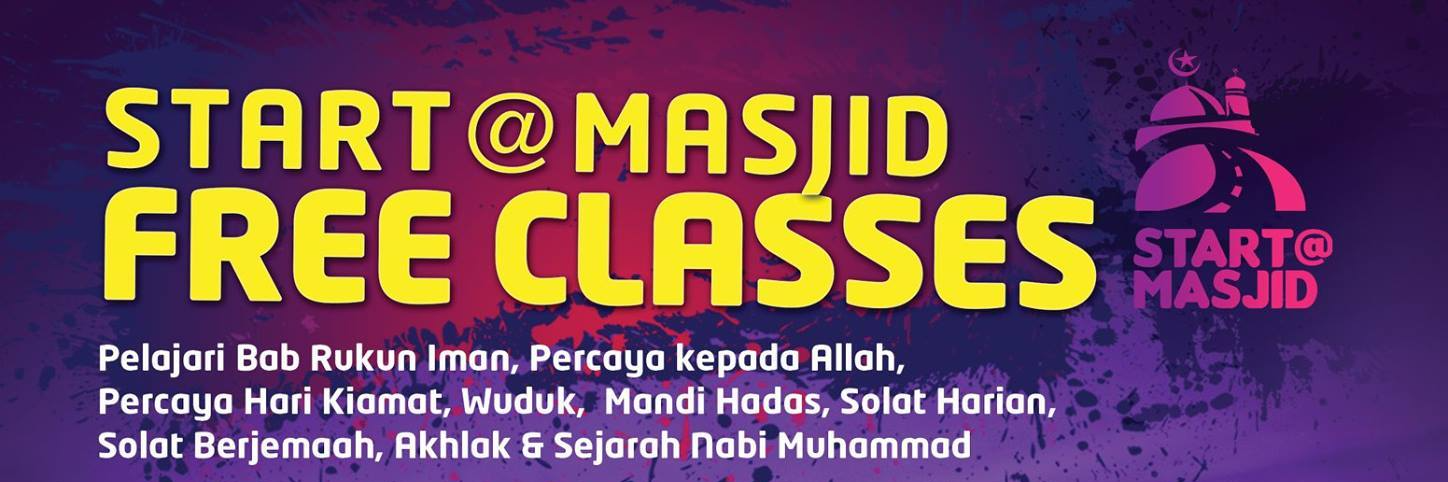 START@MASJID
FREE CLASSES
START@
MASJID
Pelajari Bab Rukun Iman, Percaya kepada Allah,
Percaya Hari Kiamat, Wuduk, Mandi Hadas, Solat Harian,
Solat Berjemaah, Akhlak & Sejarah Nabi Muhammad